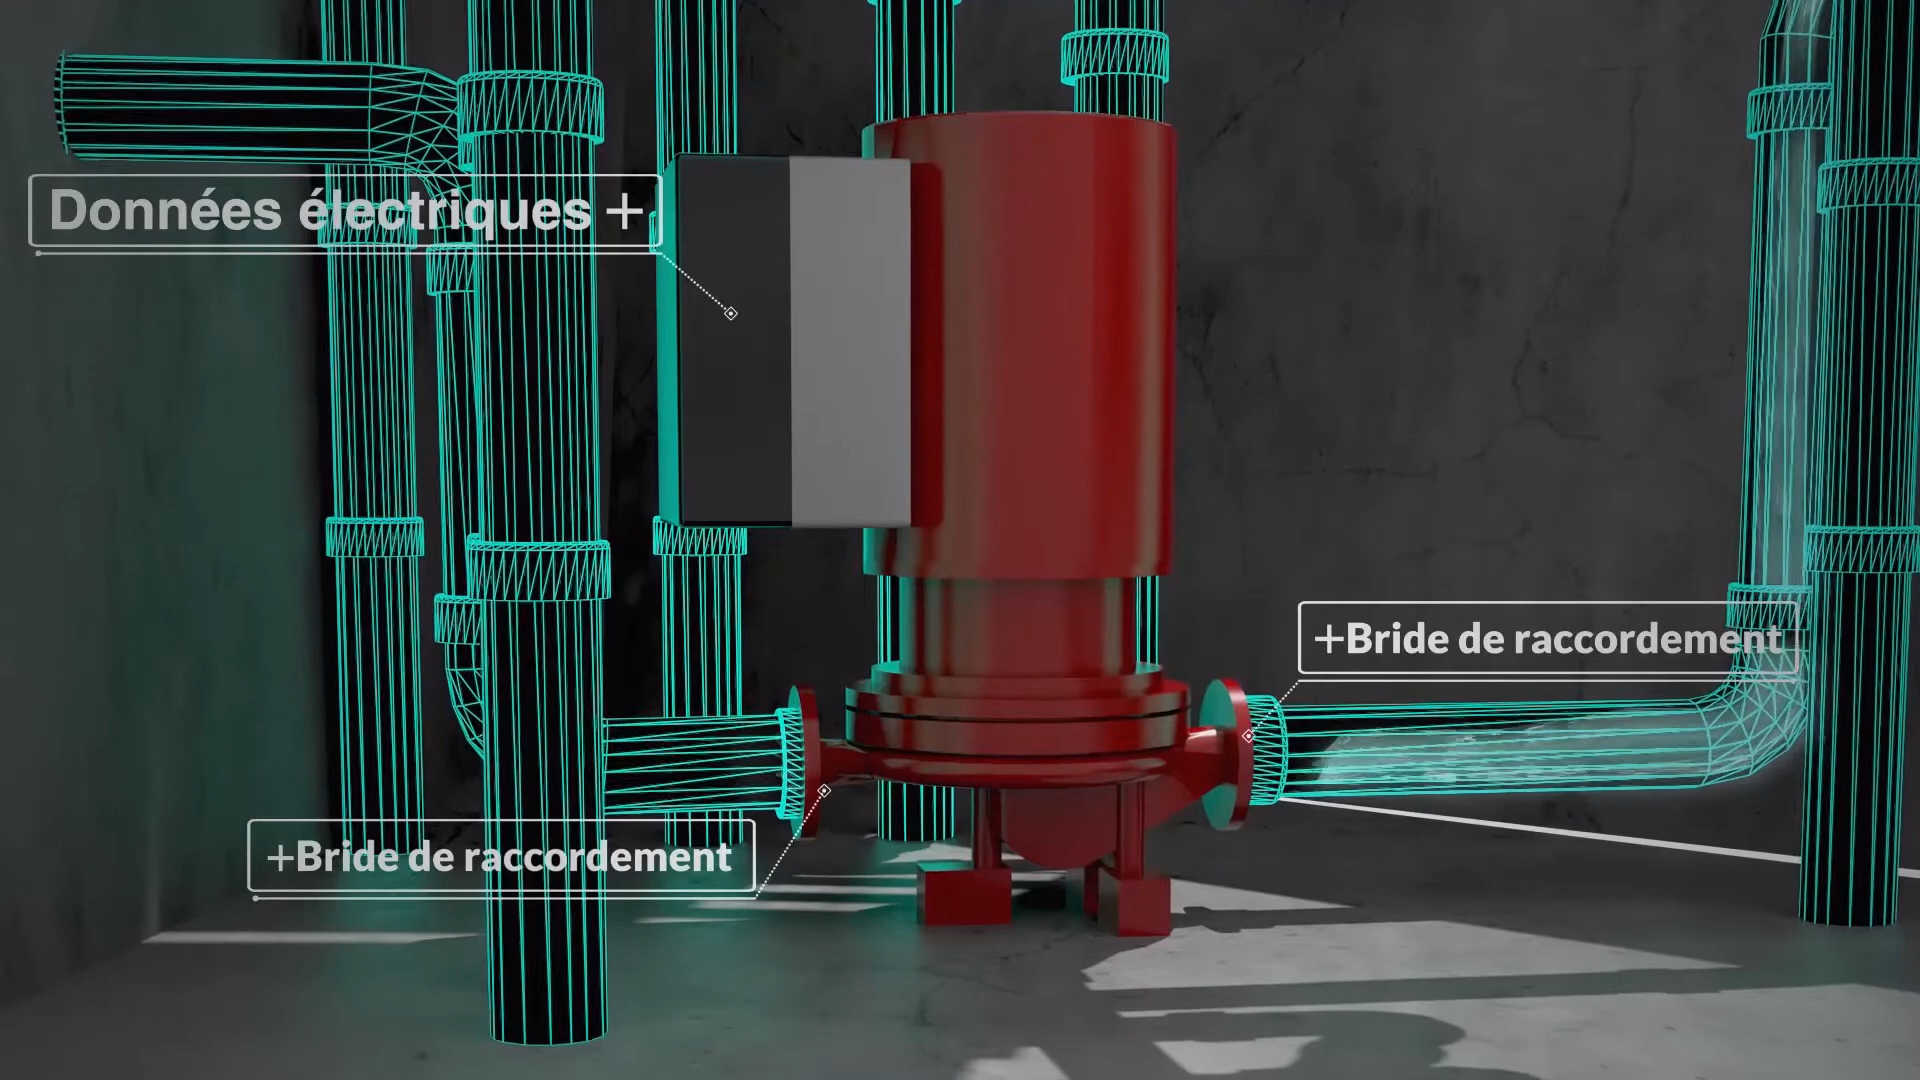 Données électriques +
+Bride de raccordement
+Bride de raccordement